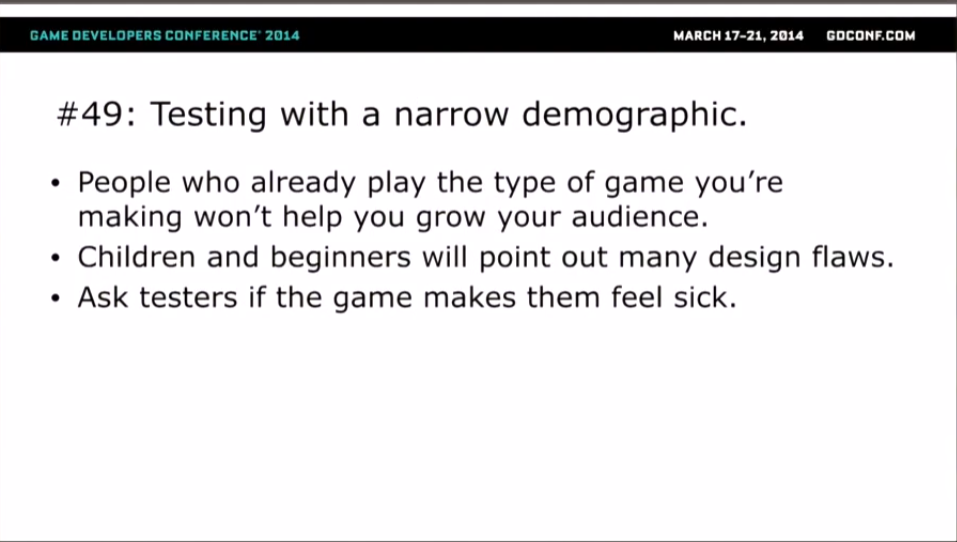 GAME DEVELOPERS CONFERENCE® 2014
MARCH 17–21, 2014 GDCONF.COM
#49: Testing with a narrow demographic.
• People who already play the type of game you’re
making won’t help you grow your audience.
• Children and beginners will point out many design flaws.
• Ask testers if the game makes them feel sick.